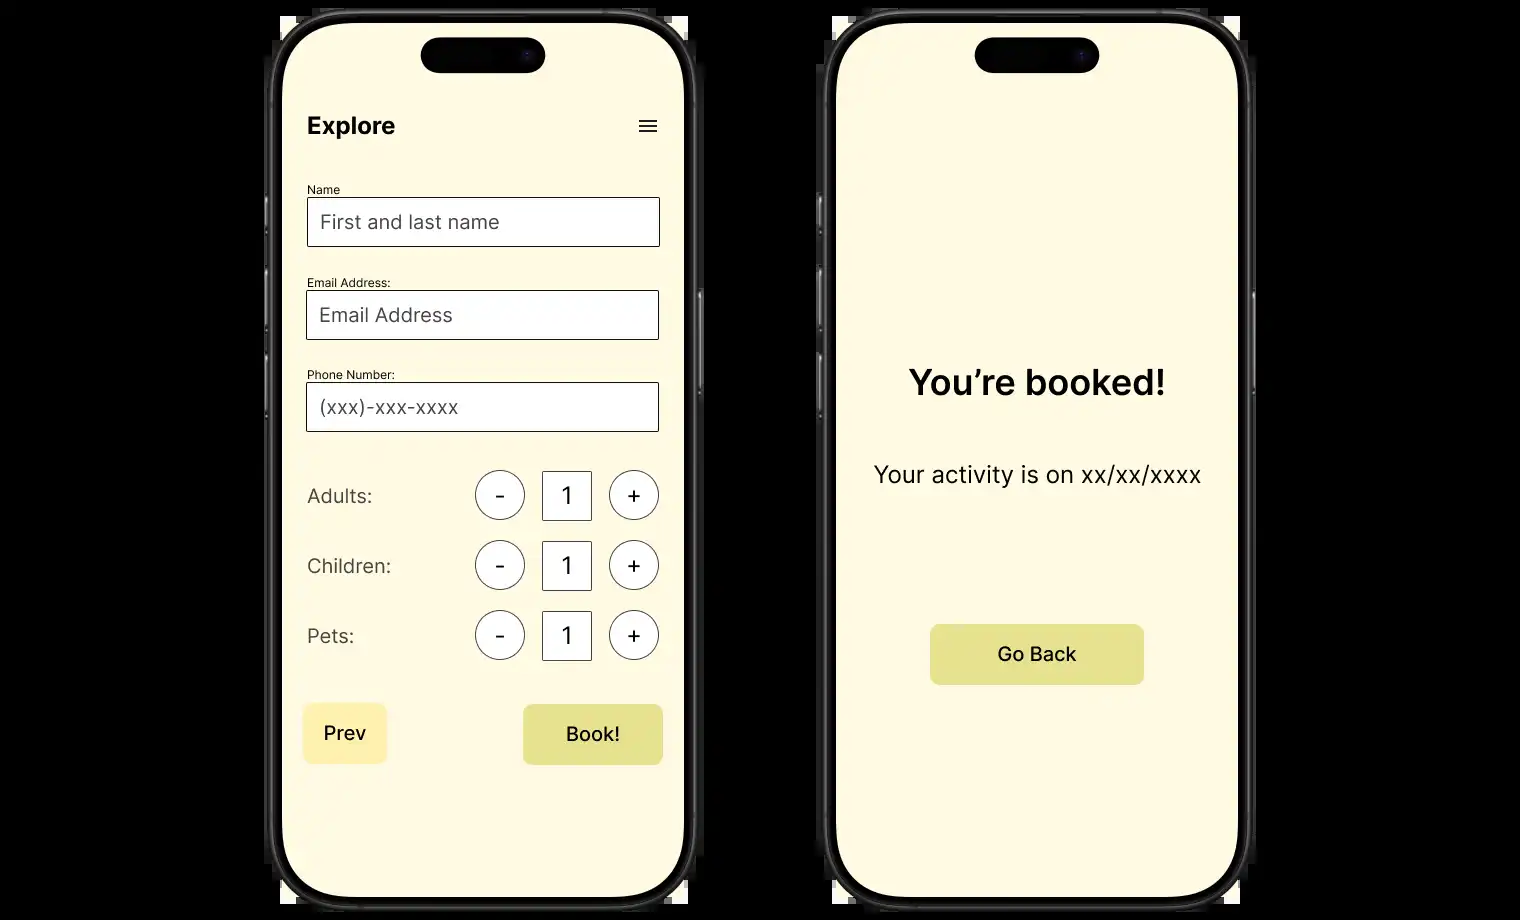 Explore
Name
First and last name
Email Address:
Email Address
Phone Number:
(xxx)-xxx-xxxx
Adults: - 1 +
Children: - 1 +
Pets: - 1 +
Prev Book!
You’re booked!
Your activity is on xx/xx/xxxx
Go Back